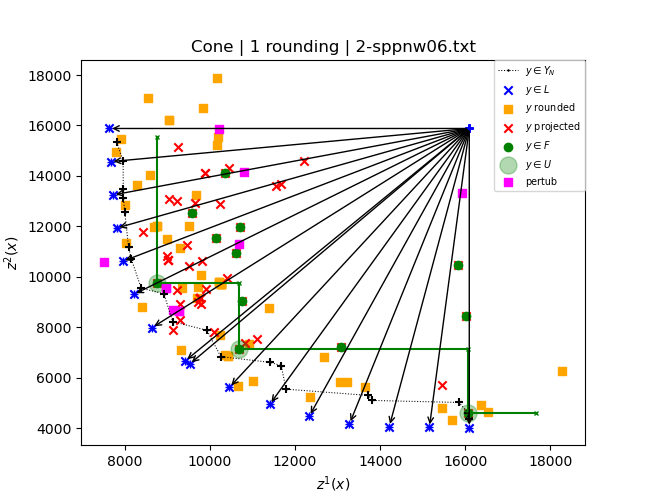 Cone | 1 rounding | 2-sppnw06.txt
18000
16000
14000
12000
10000
8000
6000
4000
z²(x)
8000 10000 12000 14000 16000 18000
z¹(x)
y ∈ Y_N
y ∈ L
y rounded
y projected
y ∈ F
y ∈ U
pertub